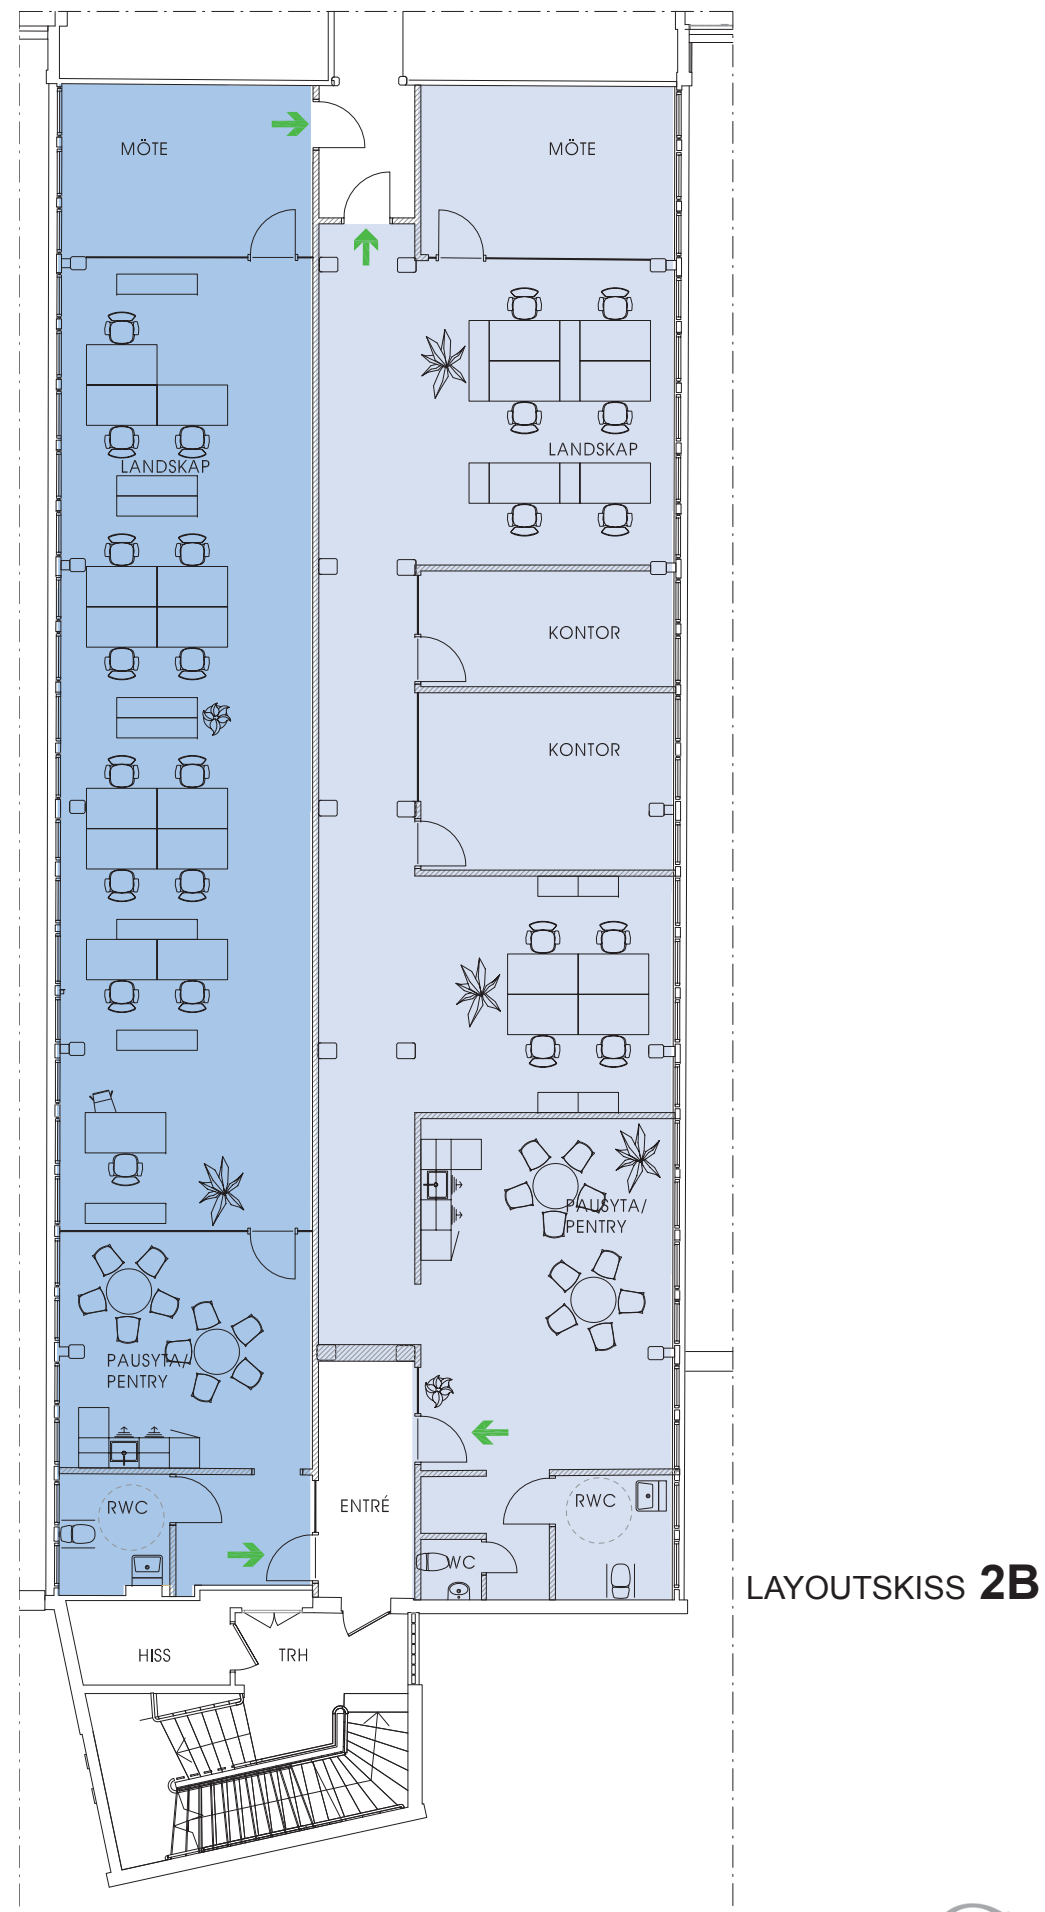 MÖTE
MÖTE
LANDSKAP
LANDSKAP
KONTOR
KONTOR
PAUSYTA/
PENTRY
PAUSYTA/
PENTRY
RWC
ENTRÉ
RWC
WC
LAYOUTSKISS 2B
HISS
TRH